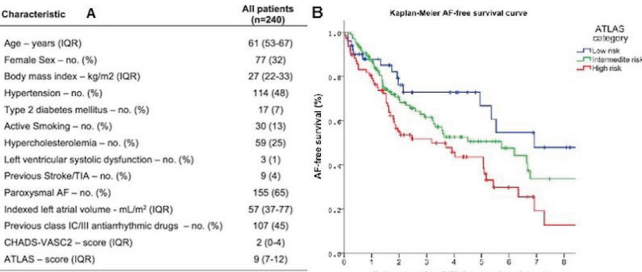 Characteristic A All patients
(n=240)
Age – years (IQR) 61 (53-67)
Female Sex – no. (%) 77 (32)
Body mass index – kg/m2 (IQR) 27 (22–33)
Hypertension – no. (%) 114 (48)
Type 2 diabetes mellitus – no. (%) 17 (7)
Active Smoking – no. (%) 30 (13)
Hypercholesterolemia – no. (%) 59 (25)
Left ventricular systolic dysfunction – no. (%) 3 (1)
Previous Stroke/TIA – no. (%) 9 (4)
Paroxysmal AF – no. (%) 155 (65)
Indexed left atrial volume - mL/m² (IQR) 57 (37-77)
Previous class IC/III antiarrhythmic drugs – no. (%) 107 (45)
CHADS-VASC2 – score (IQR) 2 (0-4)
ATLAS – score (IQR) 9 (7-12)
B
Kaplan-Meier AF-free survival curve
ATLAS
category
Low risk
Intermedite risk
High risk
AF-free survival (%)
1.0
0.8
0.6
0.4
0.2
0.0
0 1 2 3 4 5 6 7 8